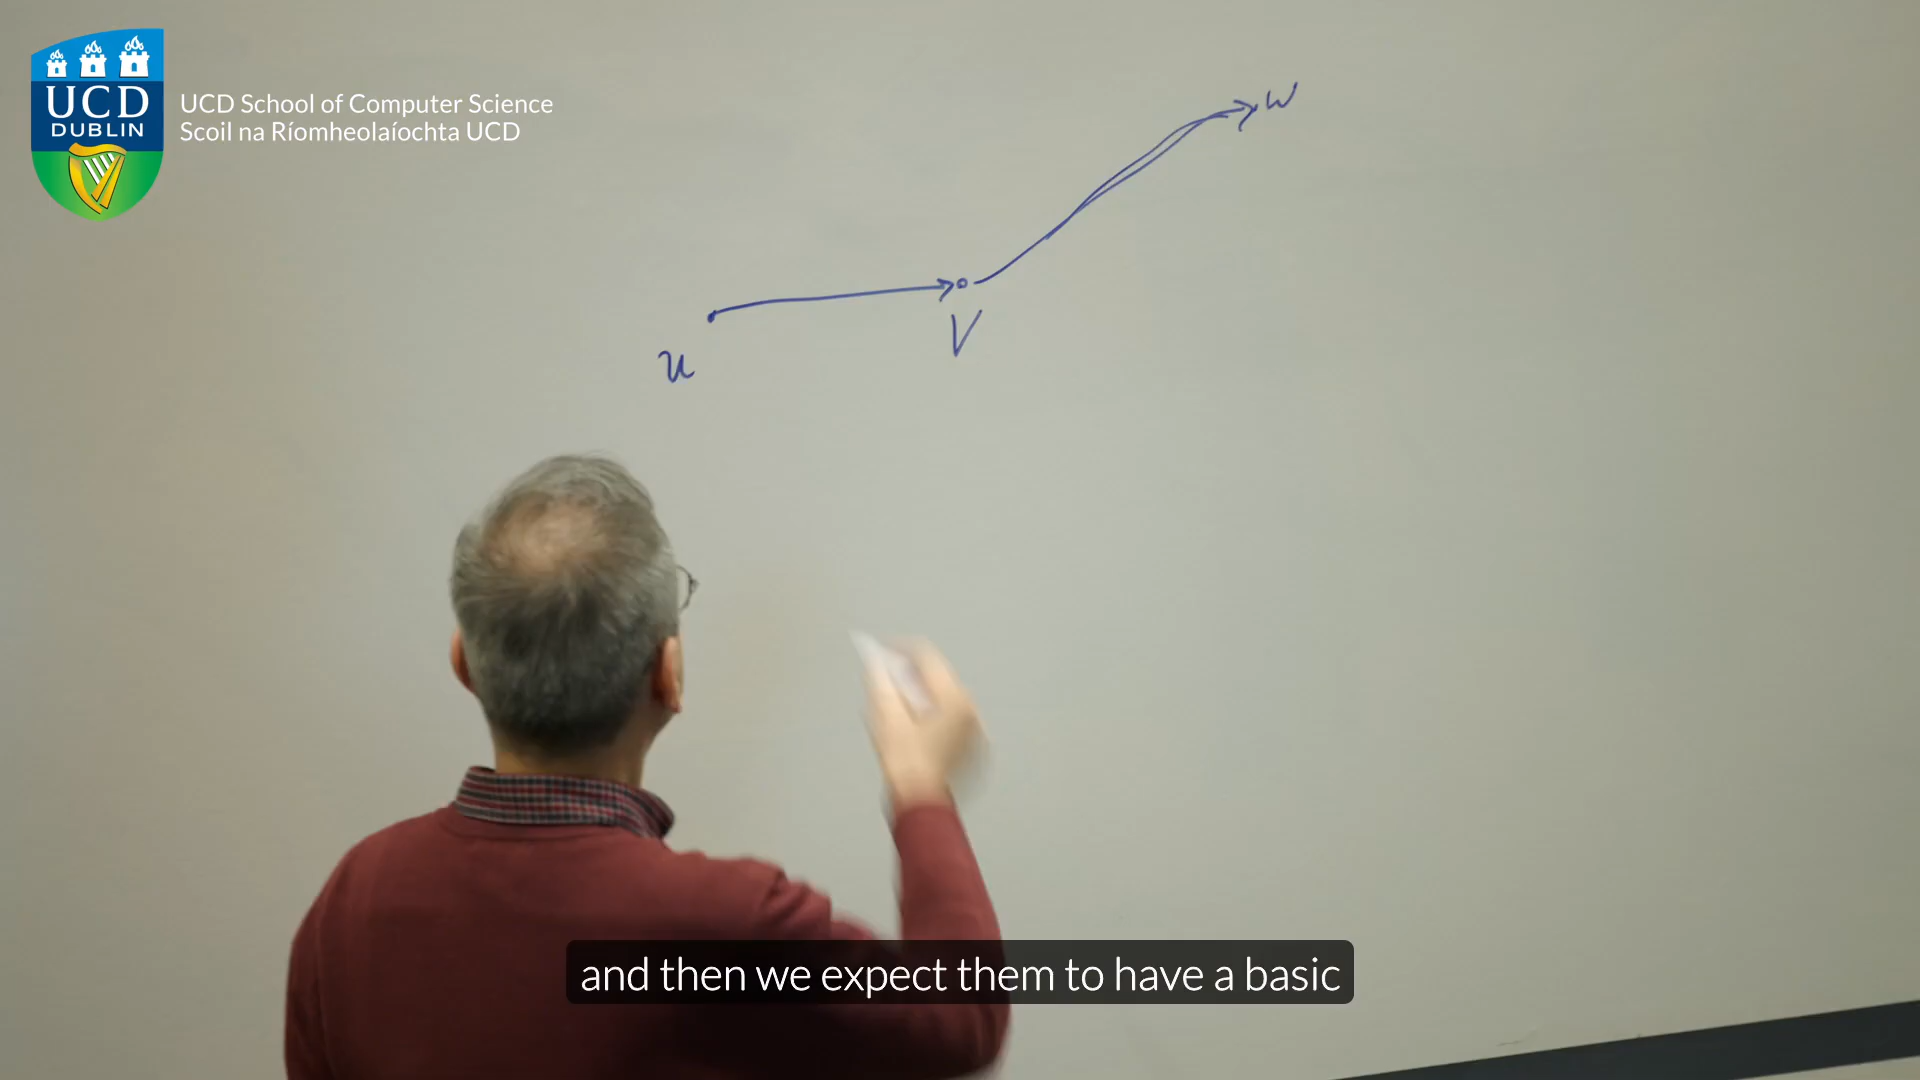 UCD
DUBLIN
UCD School of Computer Science
Scoil na Ríomheolaíochta UCD
w
V
u
and then we expect them to have a basic